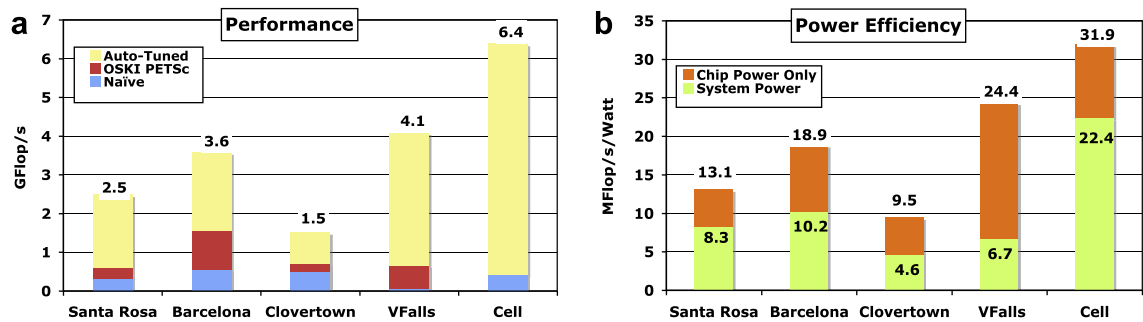 a
Performance
7
6
5
4
3
2
1
0
GFlop/s
Auto-Tuned
OSKI PETSc
Naïve
2.5
3.6
1.5
4.1
6.4
Santa Rosa
Barcelona
Clovertown
VFalls
Cell
b
Power Efficiency
35
30
25
20
15
10
5
0
MFlop/s/Watt
Chip Power Only
System Power
13.1
8.3
18.9
10.2
9.5
4.6
24.4
6.7
31.9
22.4
Santa Rosa
Barcelona
Clovertown
VFalls
Cell